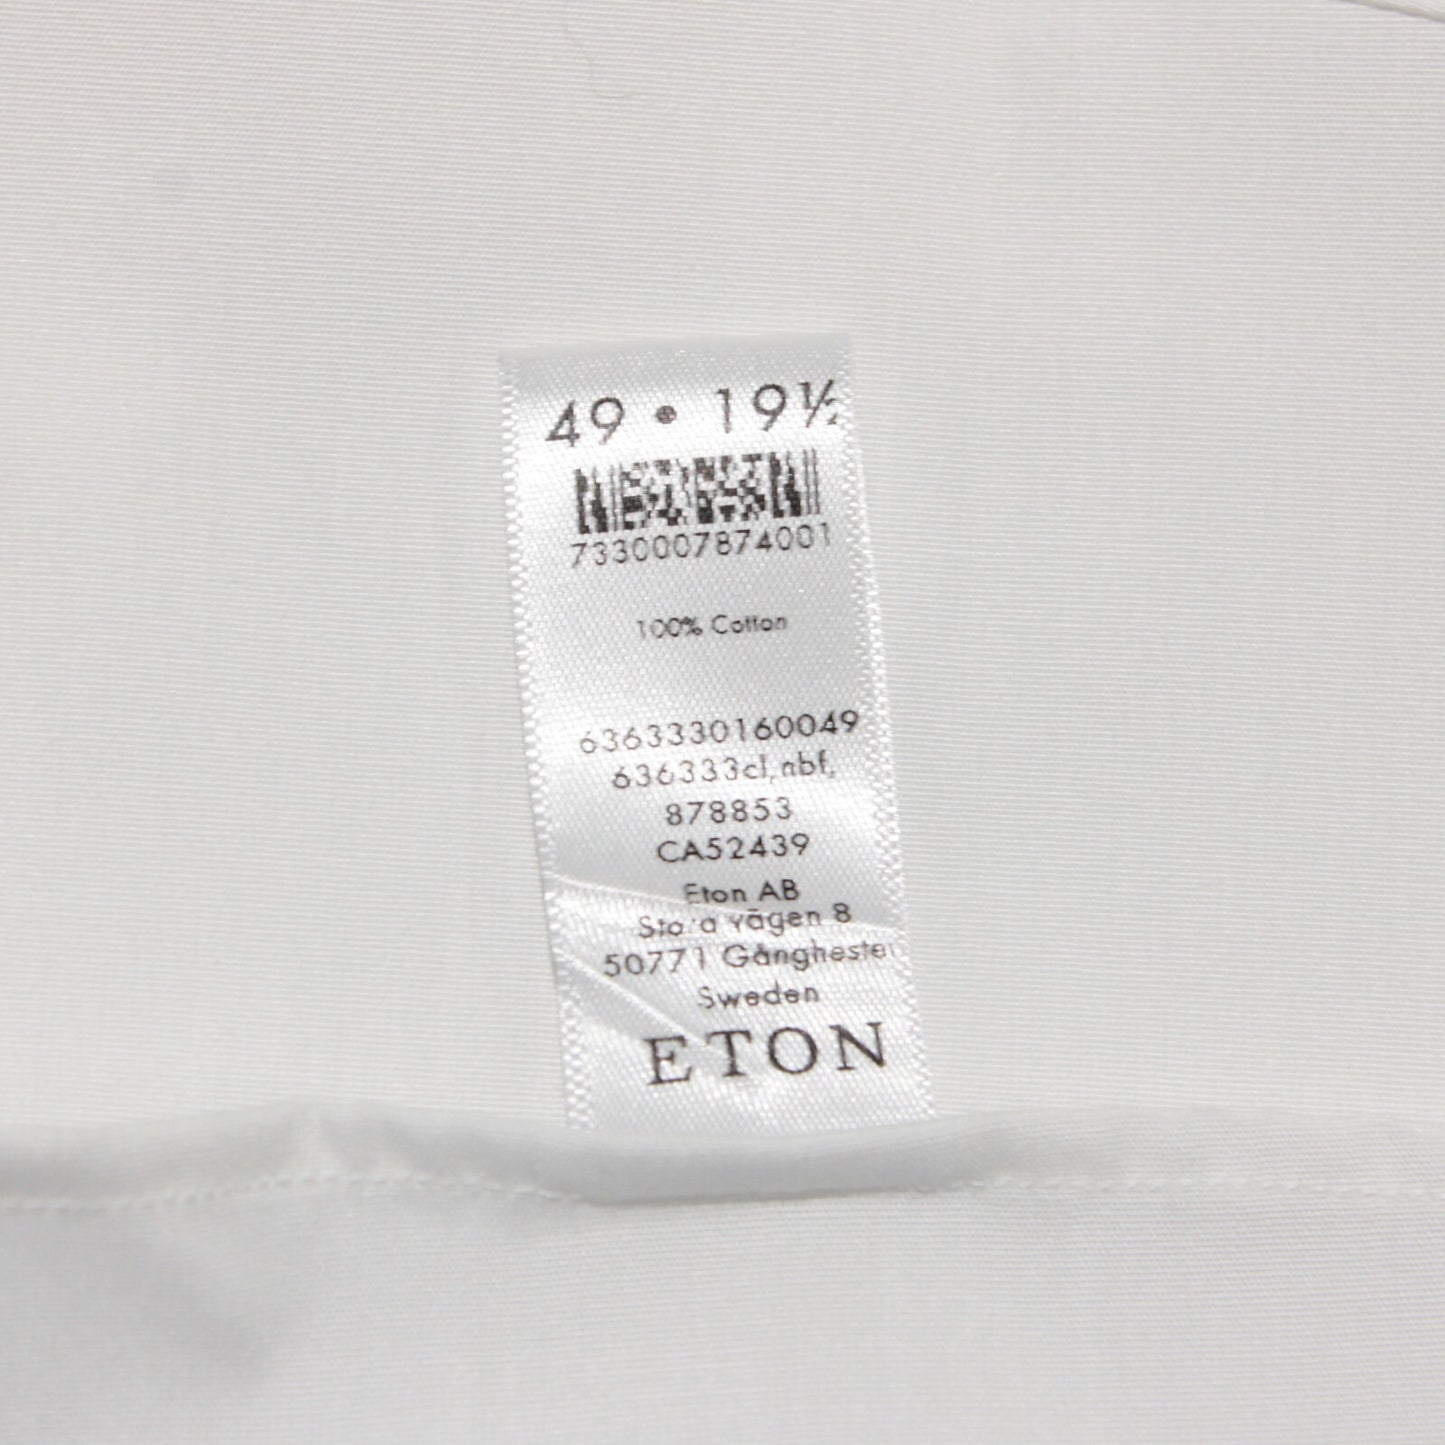 49 • 19½
7330007874001
100% Cotton
6363330160049
636333cl,nbf,
878853
CA52439
Eton AB
Stora vägen 8
50771 Gånghester
Sweden
ETON